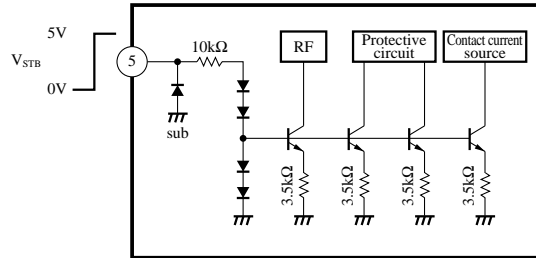 5V
V_STB
0V
5
10kΩ
sub
RF
Protective
circuit
Contact current
source
3.5kΩ
3.5kΩ
3.5kΩ
3.5kΩ